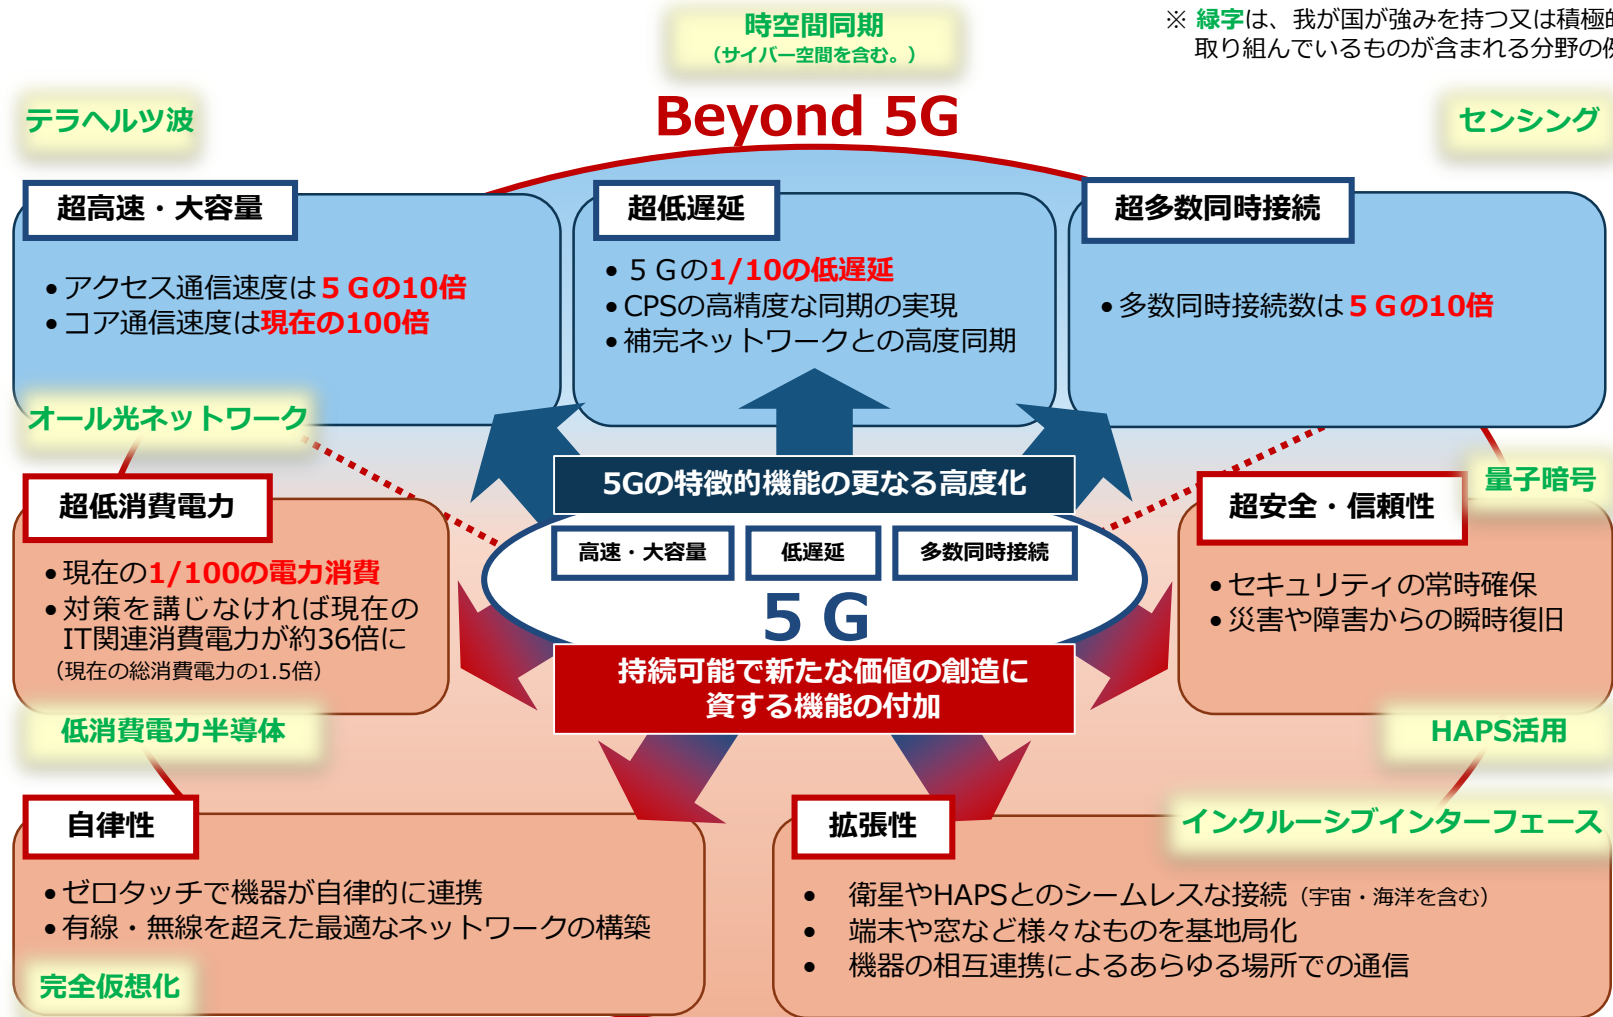 時空間同期
（サイバー空間を含む。）
※ 緑字は、我が国が強みを持つ又は積極的
取り組んでいるものが含まれる分野の例
Beyond 5G
テラヘルツ波
センシング
超高速・大容量
• アクセス通信速度は５Ｇの10倍
• コア通信速度は現在の100倍
超低遅延
• ５Ｇの1/10の低遅延
• CPSの高精度な同期の実現
• 補完ネットワークとの高度同期
超多数同時接続
• 多数同時接続数は５Ｇの10倍
オール光ネットワーク
量子暗号
5Gの特徴的機能の更なる高度化
高速・大容量
低遅延
多数同時接続
５Ｇ
持続可能で新たな価値の創造に
資する機能の付加
超低消費電力
• 現在の1/100の電力消費
• 対策を講じなければ現在の
IT関連消費電力が約36倍に
（現在の総消費電力の1.5倍）
超安全・信頼性
• セキュリティの常時確保
• 災害や障害からの瞬時復旧
低消費電力半導体
HAPS活用
インクルーシブインターフェース
自律性
• ゼロタッチで機器が自律的に連携
• 有線・無線を超えた最適なネットワークの構築
完全仮想化
拡張性
• 衛星やHAPSとのシームレスな接続（宇宙・海洋を含む）
• 端末や窓など様々なものを基地局化
• 機器の相互連携によるあらゆる場所での通信